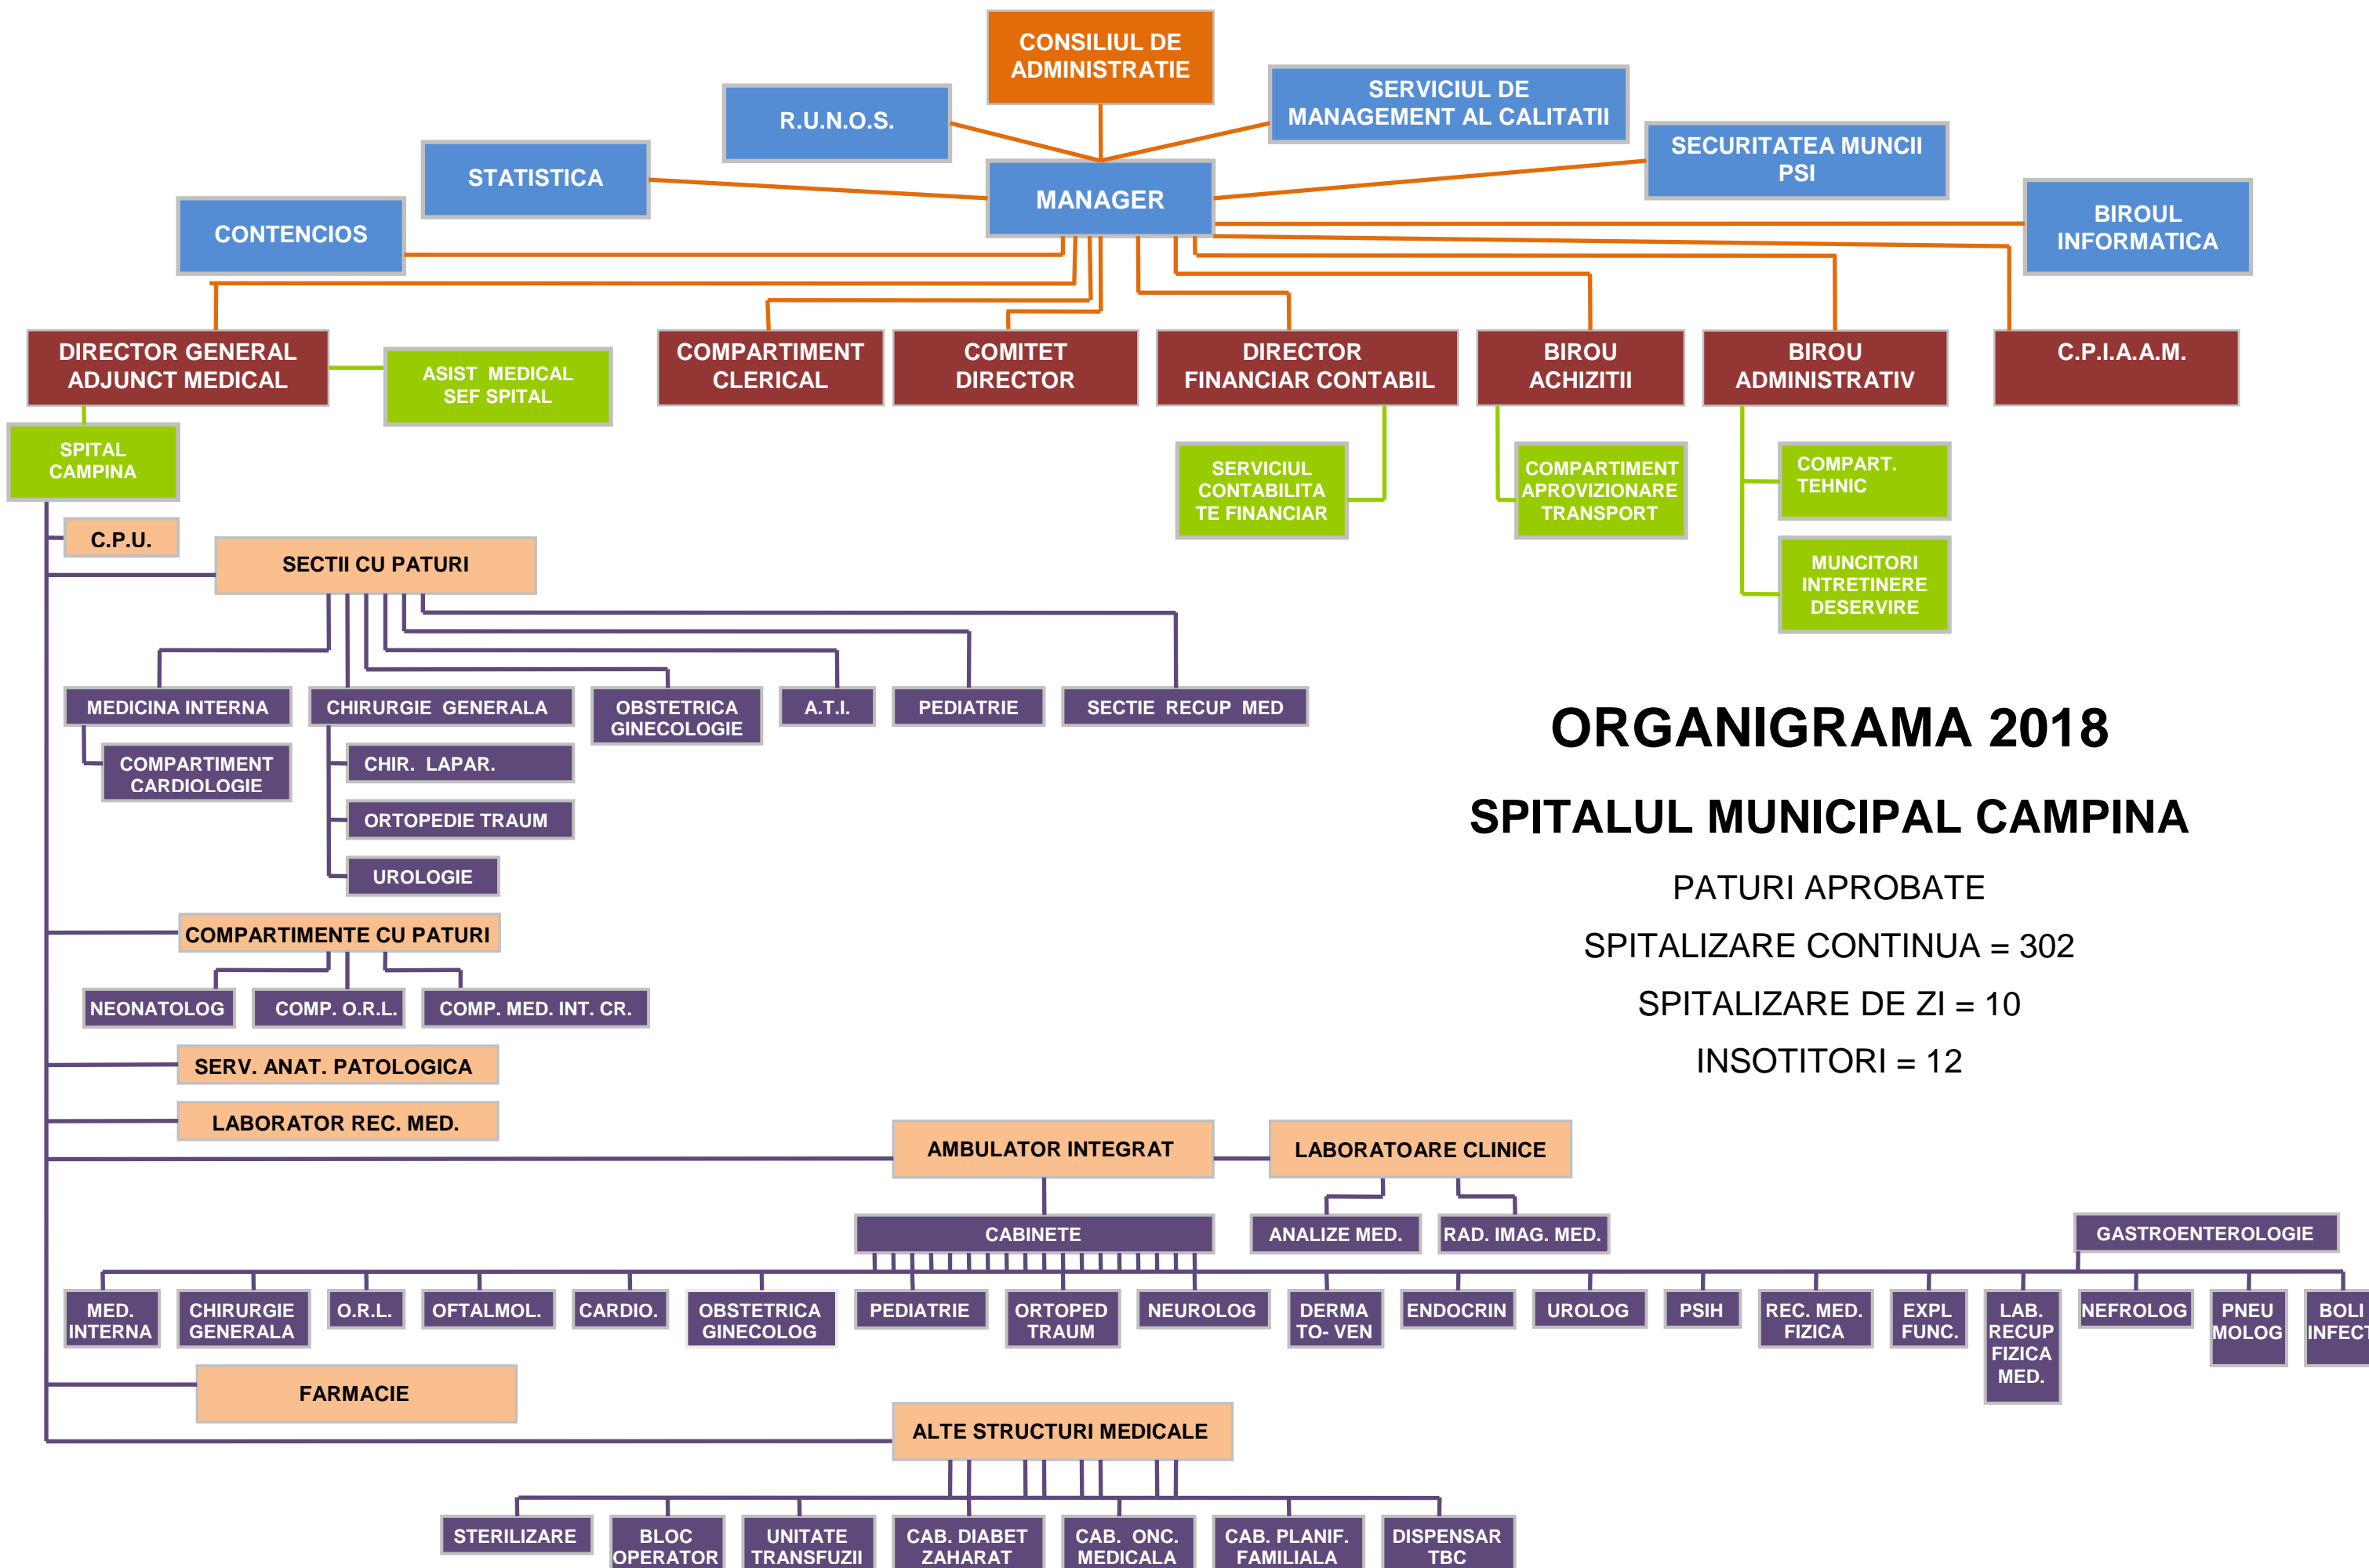 CONSILIUL DE
ADMINISTRATIE
R.U.N.O.S.
SERVICIUL DE
MANAGEMENT AL CALITATII
STATISTICA
SECURITATEA MUNCII
PSI
MANAGER
CONTENCIOS
BIROUL
INFORMATICA
DIRECTOR GENERAL
ADJUNCT MEDICAL
ASIST MEDICAL
SEF SPITAL
COMPARTIMENT
CLERICAL
COMITET
DIRECTOR
DIRECTOR
FINANCIAR CONTABIL
BIROU
ACHIZITII
BIROU
ADMINISTRATIV
C.P.I.A.A.M.
SPITAL
CAMPINA
SERVICIUL
CONTABILITA
TE FINANCIAR
COMPARTIMENT
APROVIZIONARE
TRANSPORT
COMPART.
TEHNIC
MUNCITORI
INTRETINERE
DESERVIRE
C.P.U.
SECTII CU PATURI
MEDICINA INTERNA
CHIRURGIE GENERALA
OBSTETRICA
GINECOLOGIE
A.T.I.
PEDIATRIE
SECTIE RECUP MED
COMPARTIMENT
CARDIOLOGIE
CHIR. LAPAR.
ORTOPEDIE TRAUM
UROLOGIE
ORGANIGRAMA 2018
SPITALUL MUNICIPAL CAMPINA
PATURI APROBATE
SPITALIZARE CONTINUA = 302
SPITALIZARE DE ZI = 10
INSOTITORI = 12
COMPARTIMENTE CU PATURI
NEONATOLOG
COMP. O.R.L.
COMP. MED. INT. CR.
SERV. ANAT. PATOLOGICA
LABORATOR REC. MED.
AMBULATOR INTEGRAT
LABORATOARE CLINICE
CABINETE
ANALIZE MED.
RAD. IMAG. MED.
GASTROENTEROLOGIE
MED.
INTERNA
CHIRURGIE
GENERALA
O.R.L.
OFTALMOL.
CARDIO.
OBSTETRICA
GINECOLOG
PEDIATRIE
ORTOPED
TRAUM
NEUROLOG
DERMA
TO- VEN
ENDOCRIN
UROLOG
PSIH
REC. MED.
FIZICA
EXPL
FUNC.
LAB.
RECUP
FIZICA
MED.
NEFROLOG
PNEU
MOLOG
BOLI
INFECT
FARMACIE
ALTE STRUCTURI MEDICALE
STERILIZARE
BLOC
OPERATOR
UNITATE
TRANSFUZII
CAB. DIABET
ZAHARAT
CAB. ONC.
MEDICALA
CAB. PLANIF.
FAMILIALA
DISPENSAR
TBC